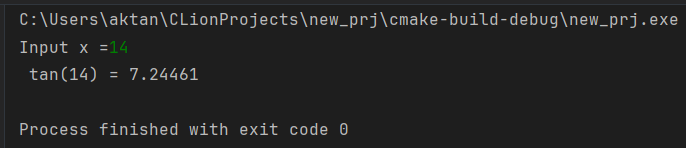 C:\Users\aktan\CLionProjects\new_prj\cmake-build-debug\new_prj.exe
Input x =14
 tan(14) = 7.24461
Process finished with exit code 0